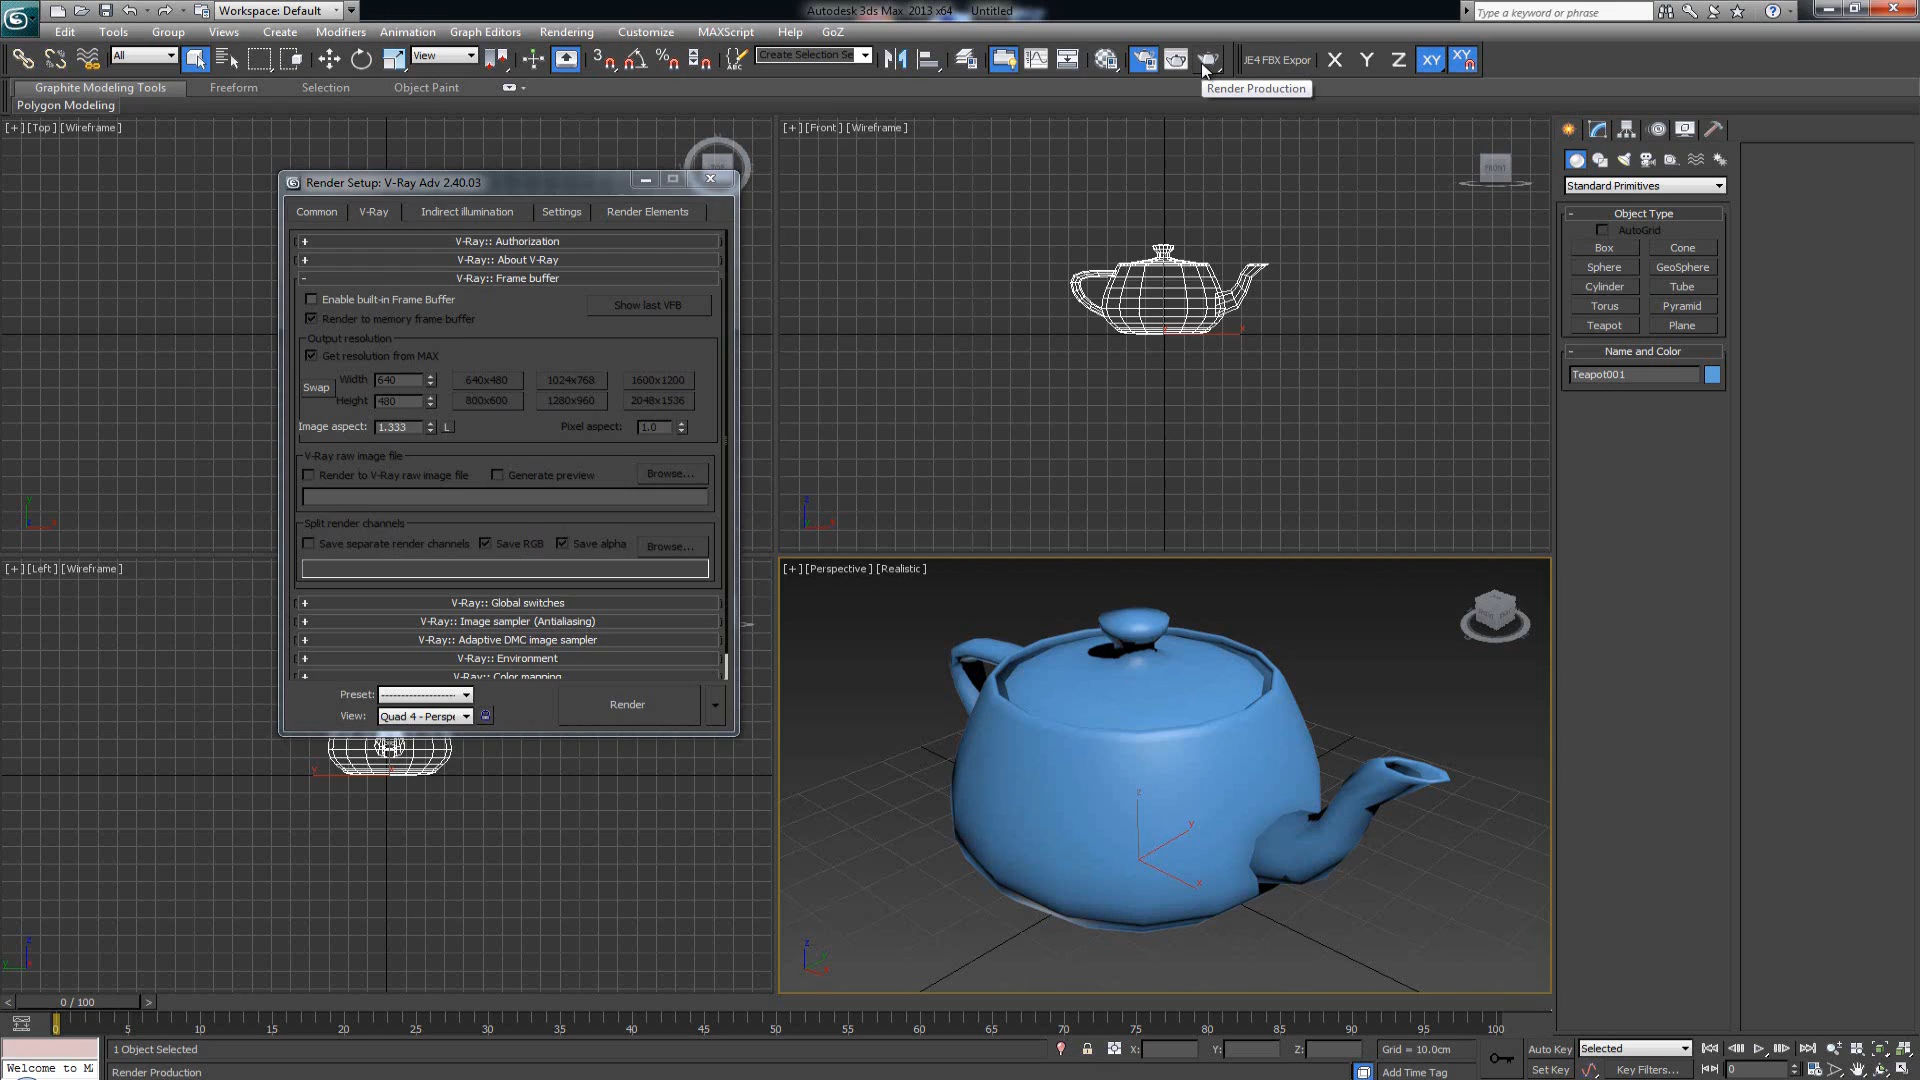 Workspace: Default
Autodesk 3ds Max 2013 x64 Untitled
Type a keyword or phrase
Edit Tools Group Views Create Modifiers Animation Graph Editors Rendering Customize MAXScript Help GoZ
All View 3 Create Selection Se JE4 FBX Expor X Y Z XY XY
Render Production
Graphite Modeling Tools Freeform Selection Object Paint
Polygon Modeling
[+] [Top] [Wireframe]
[+] [Front] [Wireframe]
FRONT
Render Setup: V-Ray Adv 2.40.03
Common V-Ray Indirect illumination Settings Render Elements
+ V-Ray:: Authorization
+ V-Ray:: About V-Ray
- V-Ray:: Frame buffer
Enable built-in Frame Buffer Show last VFB
Render to memory frame buffer
Output resolution
Get resolution from MAX
Swap
Width 640 640x480 1024x768 1600x1200
Height 480 800x600 1280x960 2048x1536
Image aspect: 1.333 L Pixel aspect: 1.0
V-Ray raw image file
Render to V-Ray raw image file Generate preview Browse...
Split render channels
Save separate render channels Save RGB Save alpha Browse...
+ V-Ray:: Global switches
+ V-Ray:: Image sampler (Antialiasing)
+ V-Ray:: Adaptive DMC image sampler
+ V-Ray:: Environment
+ V-Ray:: Color mapping
Preset: -------------------
View: Quad 4 - Perspe
Render
Standard Primitives
- Object Type
AutoGrid
Box Cone
Sphere GeoSphere
Cylinder Tube
Torus Pyramid
Teapot Plane
- Name and Color
Teapot001
[+] [Left] [Wireframe]
[+] [Perspective] [Realistic]
z
y
x
< 0 / 100 >
0 5 10 15 20 25 30 35 40 45 50 55 60 65 70 75 80 85 90 95 100
1 Object Selected X: Y: Z: Grid = 10.0cm Auto Key Selected
Welcome to M
Render Production Add Time Tag Set Key Key Filters... 0